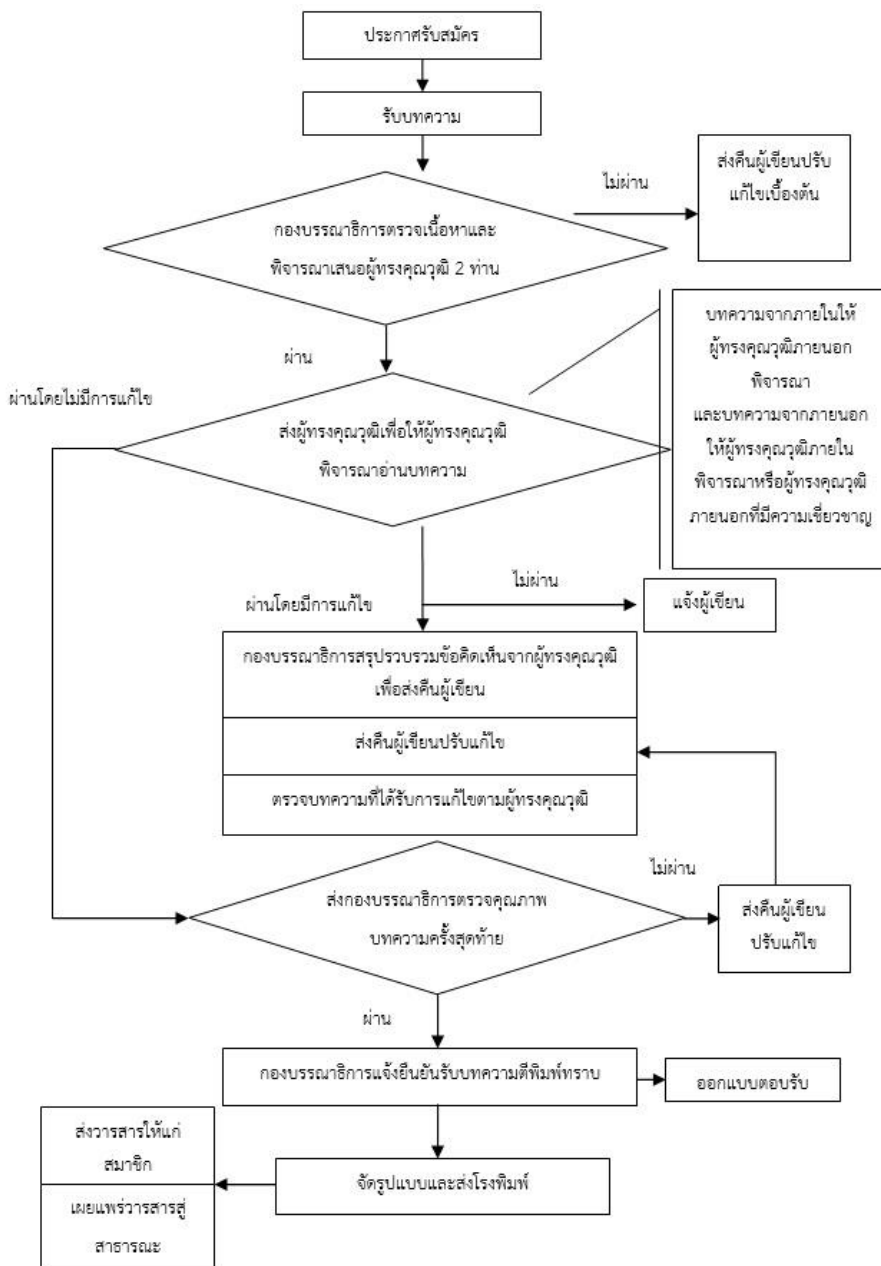 ประกาศรับสมัคร
รับบทความ
ไม่ผ่าน
ส่งคืนผู้เขียนปรับ
แก้ไขเบื้องต้น
กองบรรณาธิการตรวจเนื้อหาและ
พิจารณาเสนอผู้ทรงคุณวุฒิ 2 ท่าน
ผ่าน
บทความจากภายในให้
ผู้ทรงคุณวุฒิภายนอก
พิจารณา
และบทความจากภายนอก
ให้ผู้ทรงคุณวุฒิภายใน
พิจารณาหรือผู้ทรงคุณวุฒิ
ภายนอกที่มีความเชี่ยวชาญ
ผ่านโดยไม่มีการแก้ไข
ส่งผู้ทรงคุณวุฒิเพื่อให้ผู้ทรงคุณวุฒิ
พิจารณาอ่านบทความ
ไม่ผ่าน
แจ้งผู้เขียน
ผ่านโดยมีการแก้ไข
กองบรรณาธิการสรุปรวบรวมข้อคิดเห็นจากผู้ทรงคุณวุฒิ
เพื่อส่งคืนผู้เขียน
ส่งคืนผู้เขียนปรับแก้ไข
ตรวจบทความที่ได้รับการแก้ไขตามผู้ทรงคุณวุฒิ
ไม่ผ่าน
ส่งกองบรรณาธิการตรวจคุณภาพ
บทความครั้งสุดท้าย
ส่งคืนผู้เขียน
ปรับแก้ไข
ผ่าน
กองบรรณาธิการแจ้งยืนยันรับบทความตีพิมพ์ทราบ
ออกแบบตอบรับ
ส่งวารสารให้แก่
สมาชิก
จัดรูปแบบและส่งโรงพิมพ์
เผยแพร่วารสารสู่
สาธารณะ